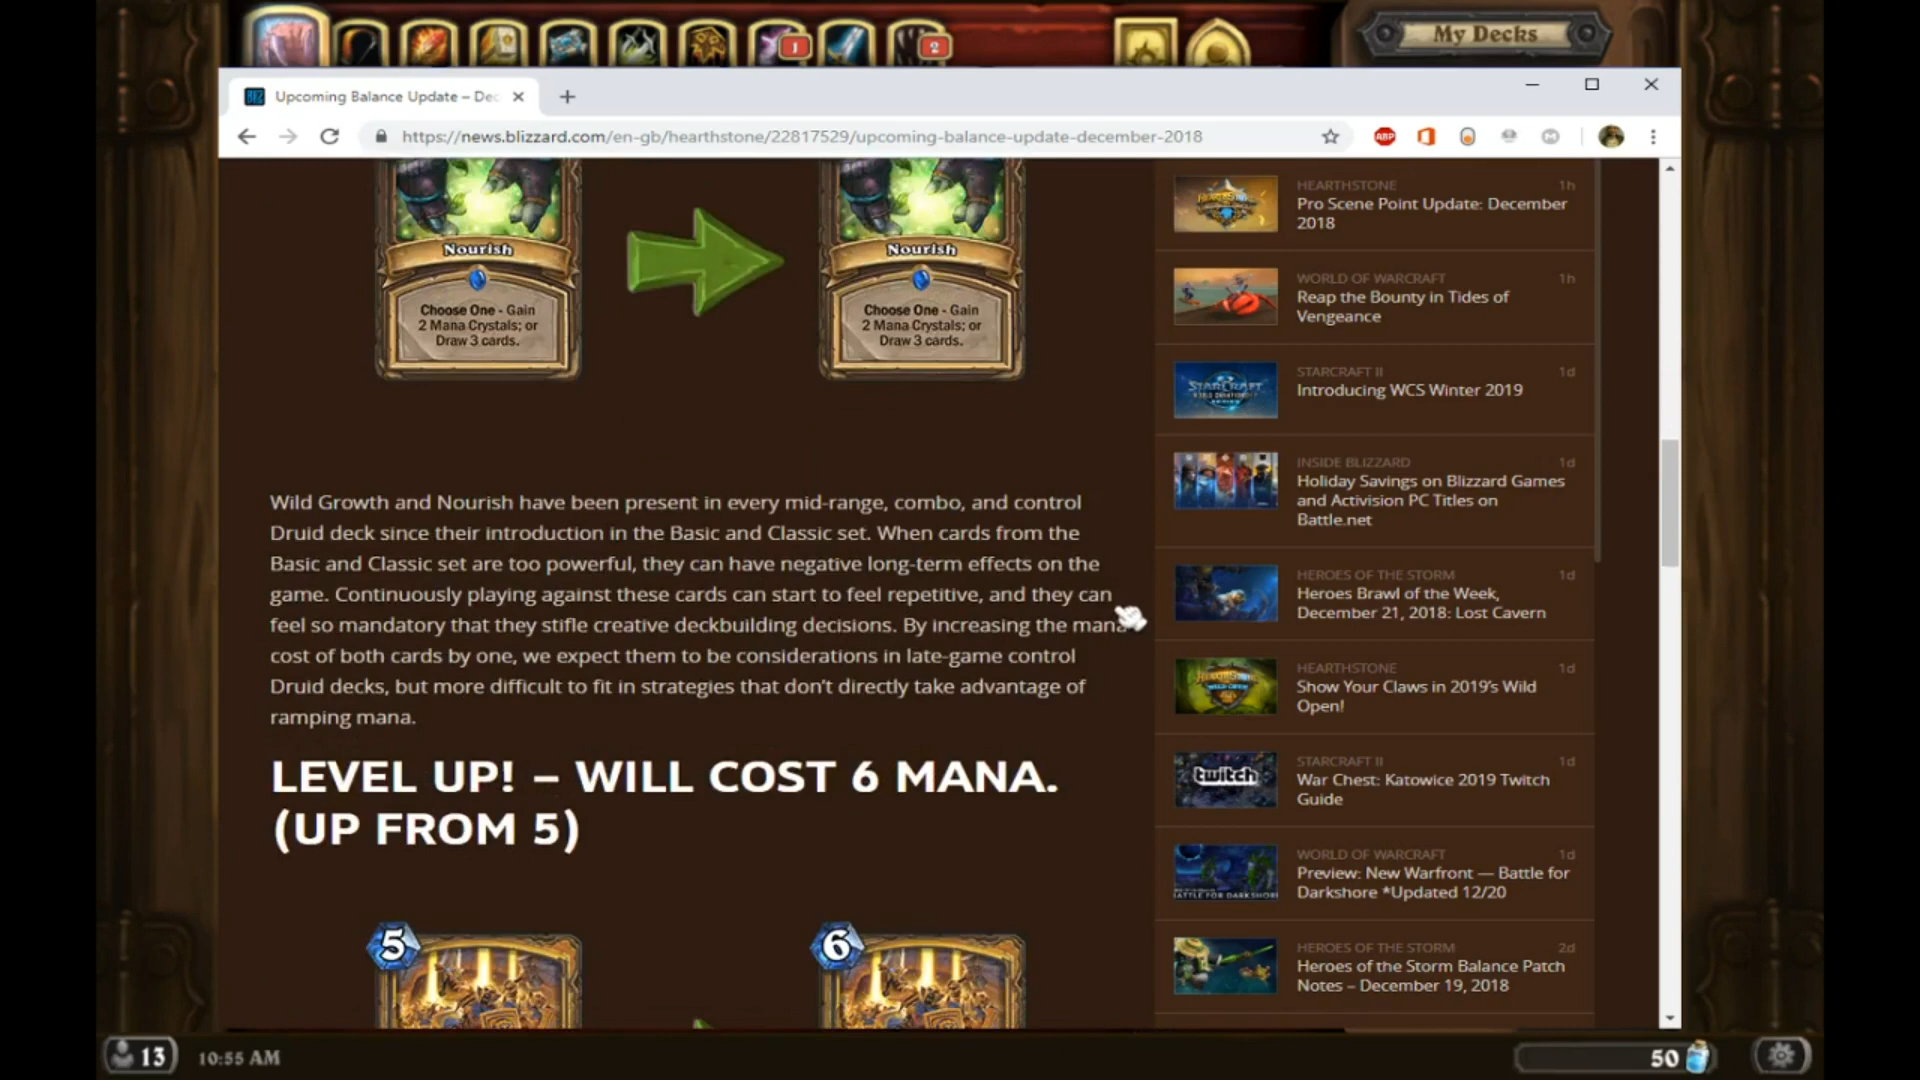 1
2
My Decks
Upcoming Balance Update – Dec
https://news.blizzard.com/en-gb/hearthstone/22817529/upcoming-balance-update-december-2018
ABP
Nourish
Choose One - Gain
2 Mana Crystals; or
Draw 3 cards.
Nourish
Choose One - Gain
2 Mana Crystals; or
Draw 3 cards.
Wild Growth and Nourish have been present in every mid-range, combo, and control
Druid deck since their introduction in the Basic and Classic set. When cards from the
Basic and Classic set are too powerful, they can have negative long-term effects on the
game. Continuously playing against these cards can start to feel repetitive, and they can
feel so mandatory that they stifle creative deckbuilding decisions. By increasing the mana
cost of both cards by one, we expect them to be considerations in late-game control
Druid decks, but more difficult to fit in strategies that don't directly take advantage of
ramping mana.
LEVEL UP! – WILL COST 6 MANA.
(UP FROM 5)
5
6
HEARTHSTONE 1h
Pro Scene Point Update: December
2018
WORLD OF WARCRAFT 1h
Reap the Bounty in Tides of
Vengeance
STARCRAFT II 1d
Introducing WCS Winter 2019
INSIDE BLIZZARD 1d
Holiday Savings on Blizzard Games
and Activision PC Titles on
Battle.net
HEROES OF THE STORM 1d
Heroes Brawl of the Week,
December 21, 2018: Lost Cavern
HEARTHSTONE 1d
Show Your Claws in 2019's Wild
Open!
STARCRAFT II 1d
twitch
War Chest: Katowice 2019 Twitch
Guide
WORLD OF WARCRAFT 1d
BATTLE FOR DARKSHORE
Preview: New Warfront — Battle for
Darkshore *Updated 12/20
HEROES OF THE STORM 2d
Heroes of the Storm Balance Patch
Notes – December 19, 2018
13
10:55 AM
50